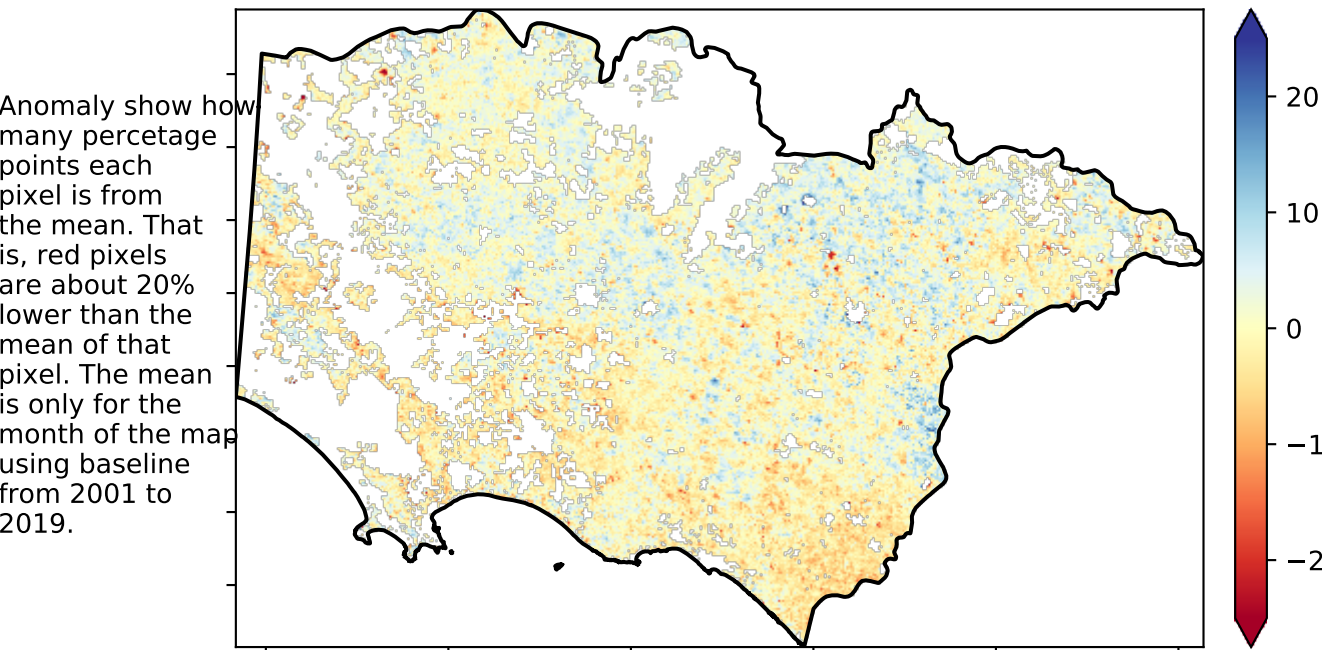 Anomaly show how
many percetage
points each
pixel is from
the mean. That
is, red pixels
are about 20%
lower than the
mean of that
pixel. The mean
is only for the
month of the map
using baseline
from 2001 to
2019.
20
10
0
−1
−2